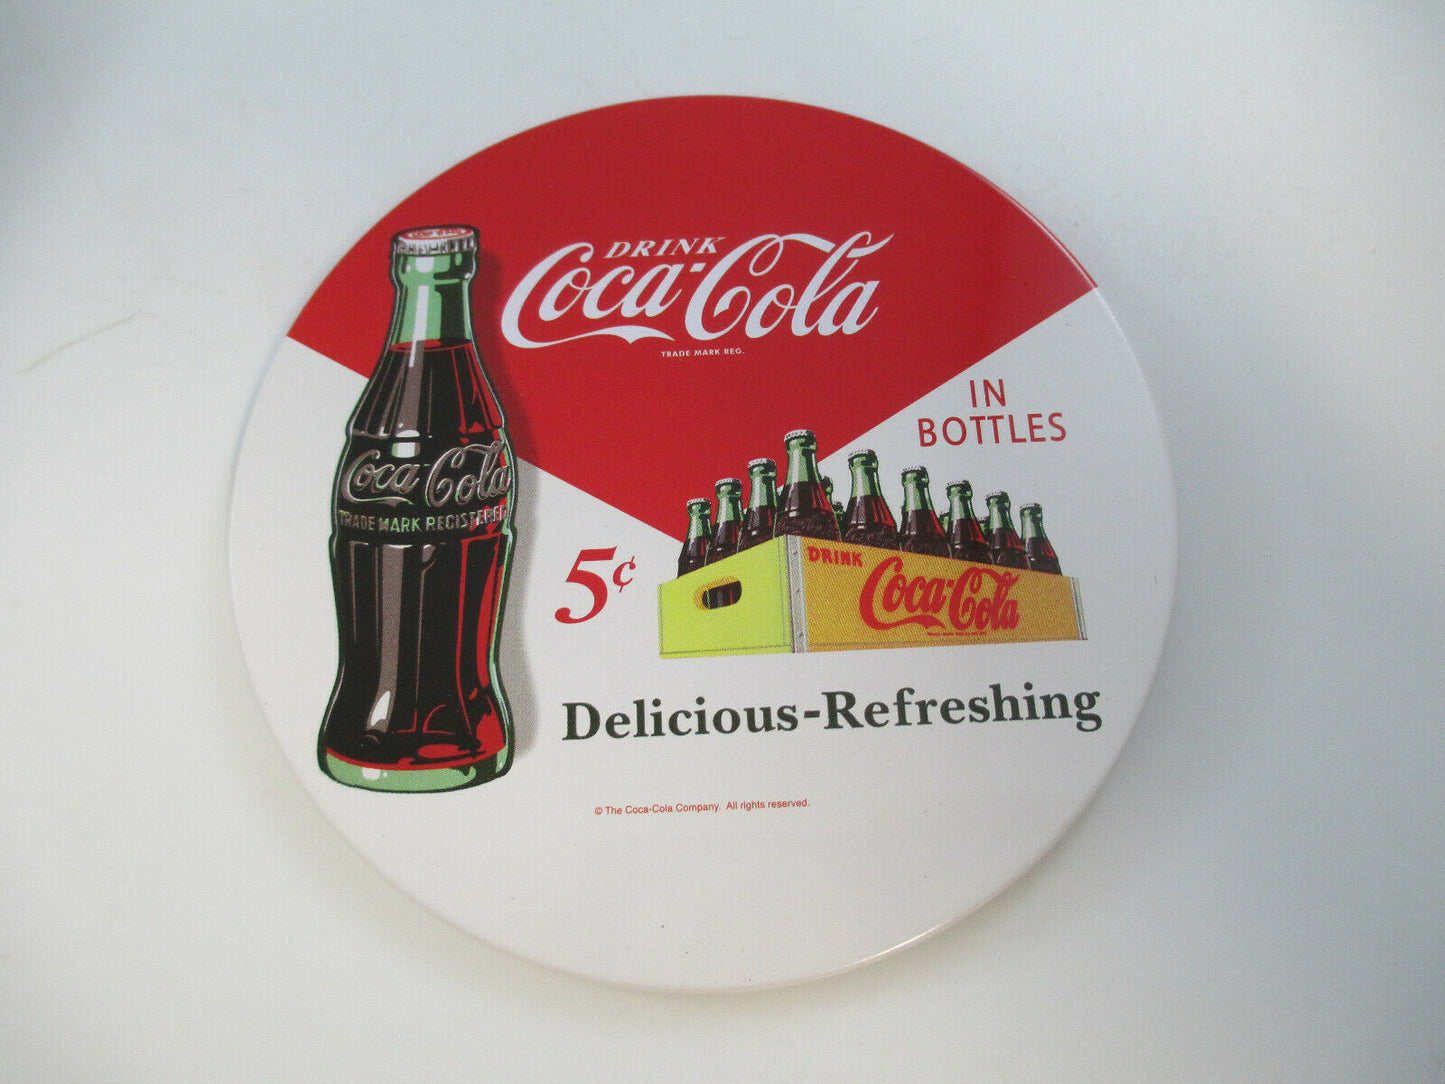 DRINK
Coca-Cola
TRADE MARK REG.
IN
BOTTLES
Coca-Cola
TRADE MARK REGISTERED
5¢
DRINK
Coca-Cola
Delicious-Refreshing
© The Coca-Cola Company. All rights reserved.